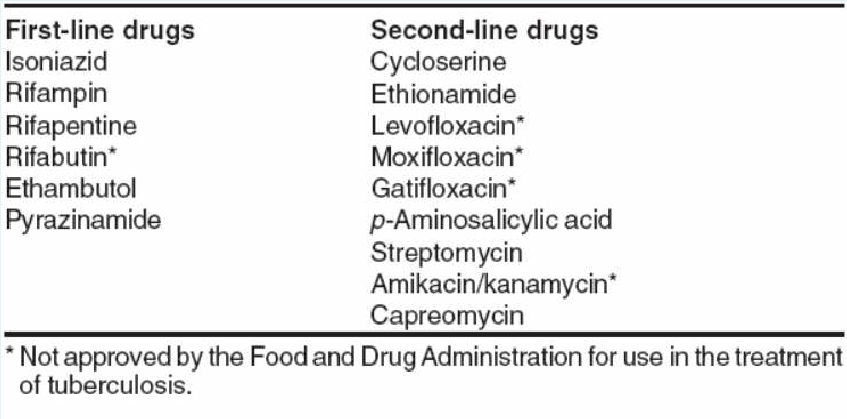 First-line drugs Second-line drugs
Isoniazid Cycloserine
Rifampin Ethionamide
Rifapentine Levofloxacin*
Rifabutin* Moxifloxacin*
Ethambutol Gatifloxacin*
Pyrazinamide p-Aminosalicylic acid
Streptomycin
Amikacin/kanamycin*
Capreomycin
* Not approved by the Food and Drug Administration for use in the treatment
of tuberculosis.